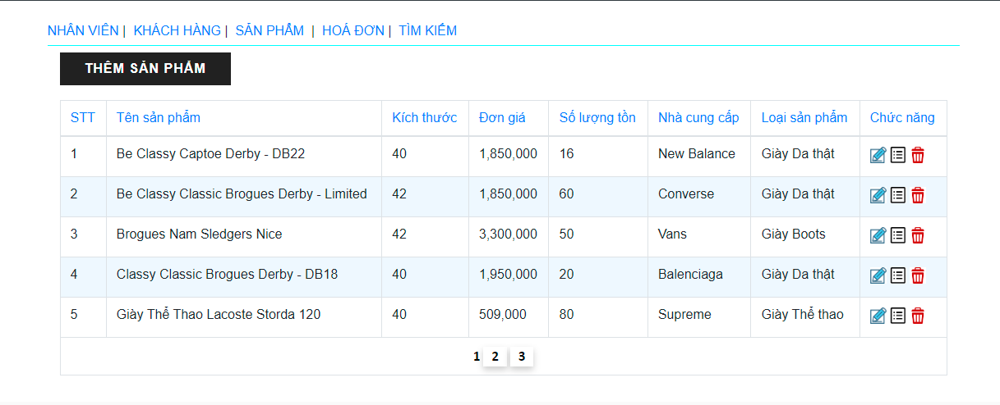 NHÂN VIÊN | KHÁCH HÀNG | SẢN PHẨM | HOÁ ĐƠN | TÌM KIẾM
THÊM SẢN PHẨM
STT Tên sản phẩm Kích thước Đơn giá Số lượng tồn Nhà cung cấp Loại sản phẩm Chức năng
1 Be Classy Captoe Derby - DB22 40 1,850,000 16 New Balance Giày Da thật
2 Be Classy Classic Brogues Derby - Limited 42 1,850,000 60 Converse Giày Da thật
3 Brogues Nam Sledgers Nice 42 3,300,000 50 Vans Giày Boots
4 Classy Classic Brogues Derby - DB18 40 1,950,000 20 Balenciaga Giày Da thật
5 Giày Thể Thao Lacoste Storda 120 40 509,000 80 Supreme Giày Thể thao
1 2 3